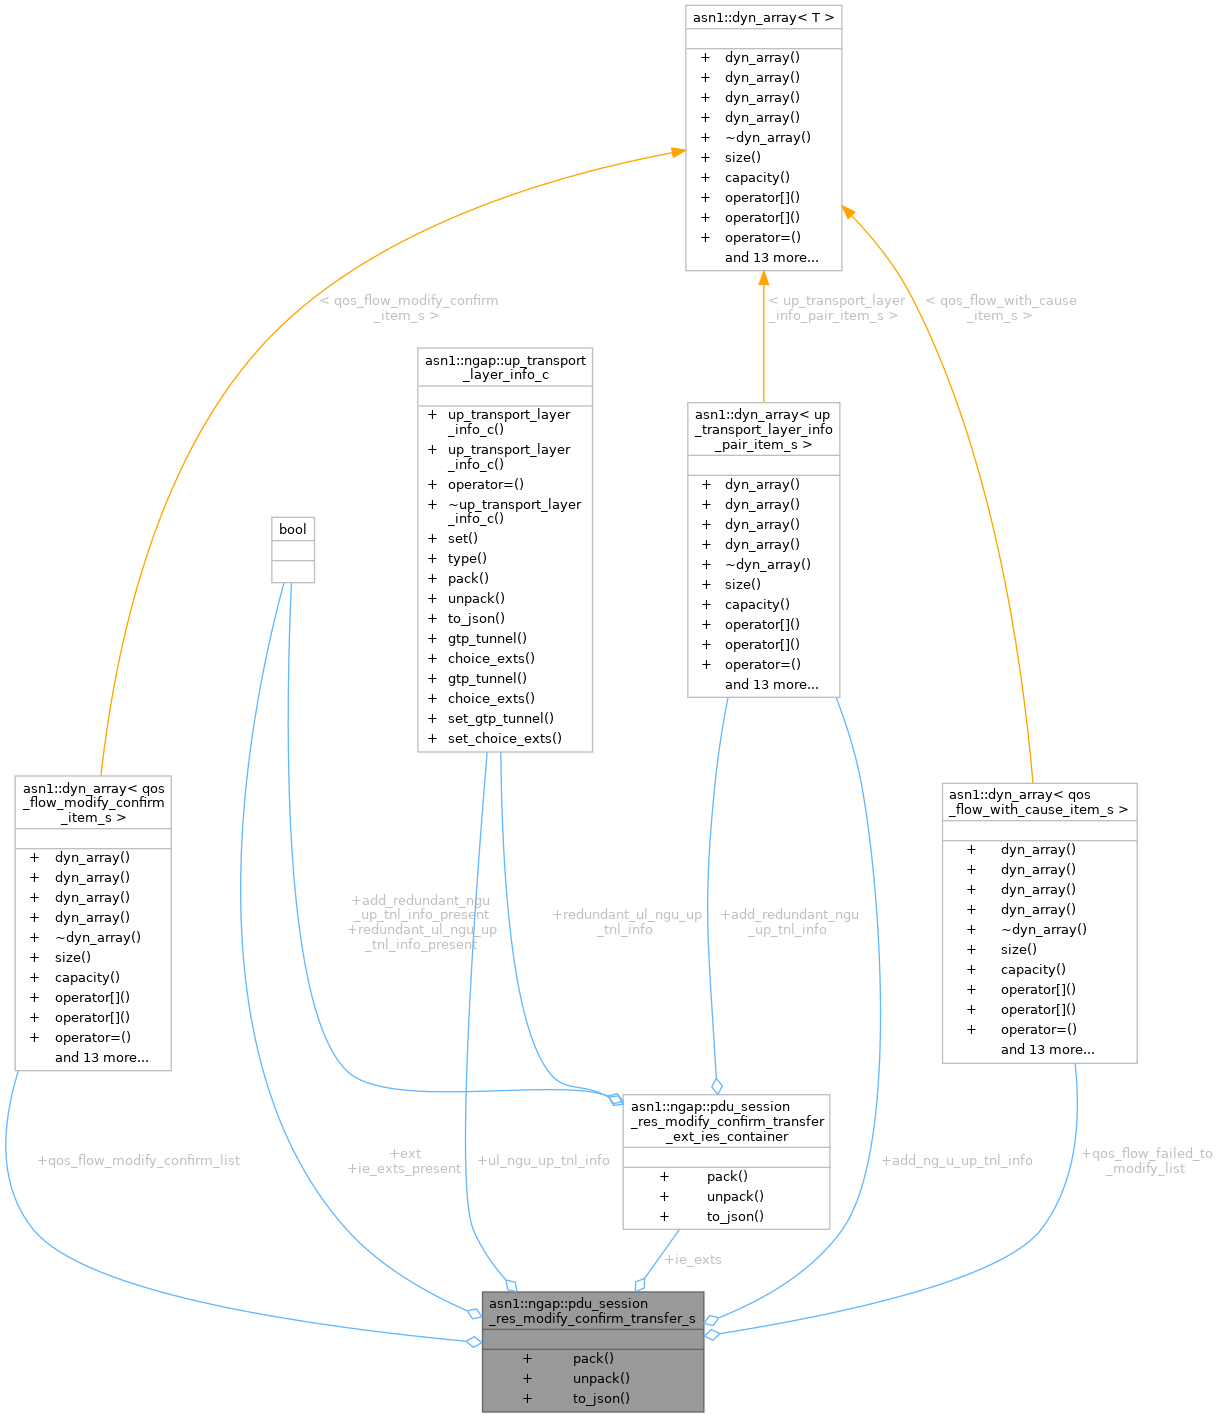 asn1::dyn_array< T >
+ dyn_array()
+ dyn_array()
+ dyn_array()
+ dyn_array()
+ ~dyn_array()
+ size()
+ capacity()
+ operator[]()
+ operator[]()
+ operator=()
and 13 more...
< qos_flow_modify_confirm
_item_s >
< up_transport_layer
_info_pair_item_s >
< qos_flow_with_cause
_item_s >
asn1::ngap::up_transport
_layer_info_c
+ up_transport_layer
_info_c()
+ up_transport_layer
_info_c()
+ operator=()
+ ~up_transport_layer
_info_c()
+ set()
+ type()
+ pack()
+ unpack()
+ to_json()
+ gtp_tunnel()
+ choice_exts()
+ gtp_tunnel()
+ choice_exts()
+ set_gtp_tunnel()
+ set_choice_exts()
asn1::dyn_array< up
_transport_layer_info
_pair_item_s >
+ dyn_array()
+ dyn_array()
+ dyn_array()
+ dyn_array()
+ ~dyn_array()
+ size()
+ capacity()
+ operator[]()
+ operator[]()
+ operator=()
and 13 more...
bool
asn1::dyn_array< qos
_flow_modify_confirm
_item_s >
+ dyn_array()
+ dyn_array()
+ dyn_array()
+ dyn_array()
+ ~dyn_array()
+ size()
+ capacity()
+ operator[]()
+ operator[]()
+ operator=()
and 13 more...
asn1::dyn_array< qos
_flow_with_cause_item_s >
+ dyn_array()
+ dyn_array()
+ dyn_array()
+ dyn_array()
+ ~dyn_array()
+ size()
+ capacity()
+ operator[]()
+ operator[]()
+ operator=()
and 13 more...
+add_redundant_ngu
_up_tnl_info_present
+redundant_ul_ngu_up
_tnl_info_present
+redundant_ul_ngu_up
_tnl_info
+add_redundant_ngu
_up_tnl_info
asn1::ngap::pdu_session
_res_modify_confirm_transfer
_ext_ies_container
+ pack()
+ unpack()
+ to_json()
+qos_flow_modify_confirm_list
+ext
+ie_exts_present
+ul_ngu_up_tnl_info
+add_ng_u_up_tnl_info
+qos_flow_failed_to
_modify_list
+ie_exts
asn1::ngap::pdu_session
_res_modify_confirm_transfer_s
+ pack()
+ unpack()
+ to_json()